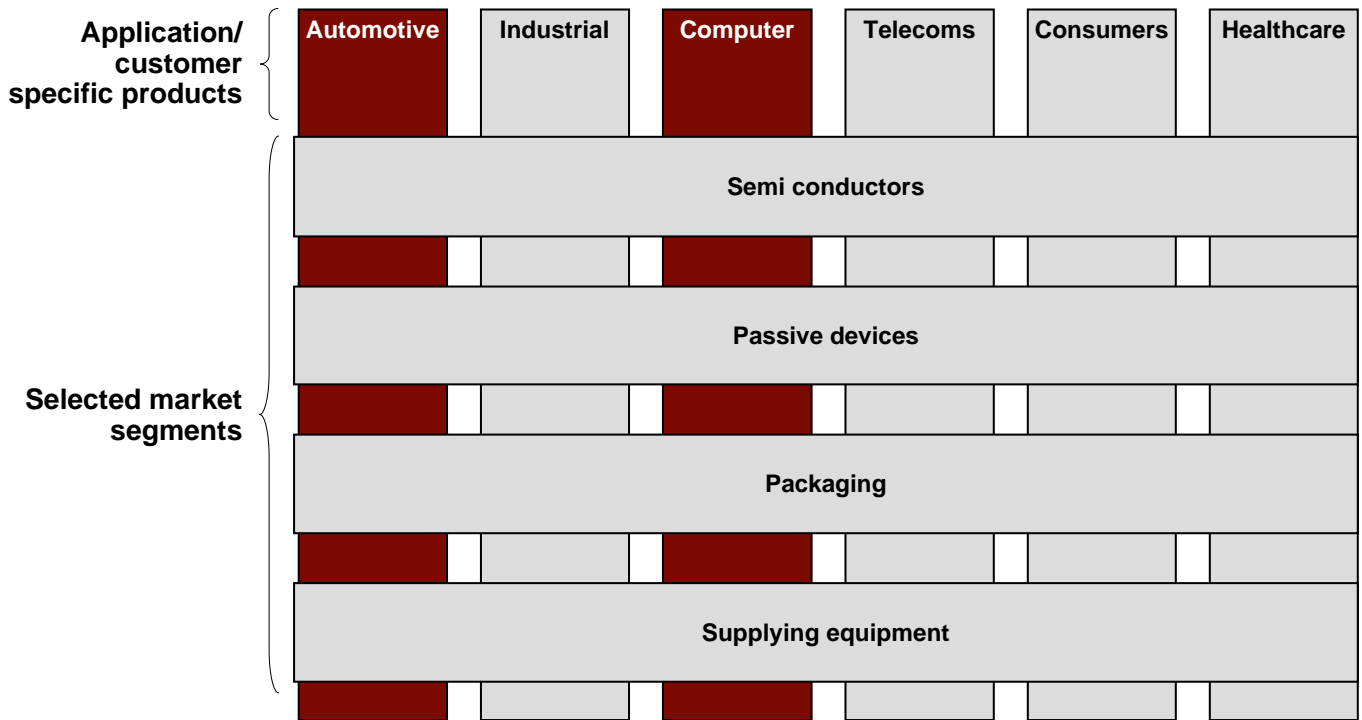 Application/
customer
specific products
Automotive
Industrial
Computer
Telecoms
Consumers
Healthcare
Semi conductors
Passive devices
Selected market
segments
Packaging
Supplying equipment